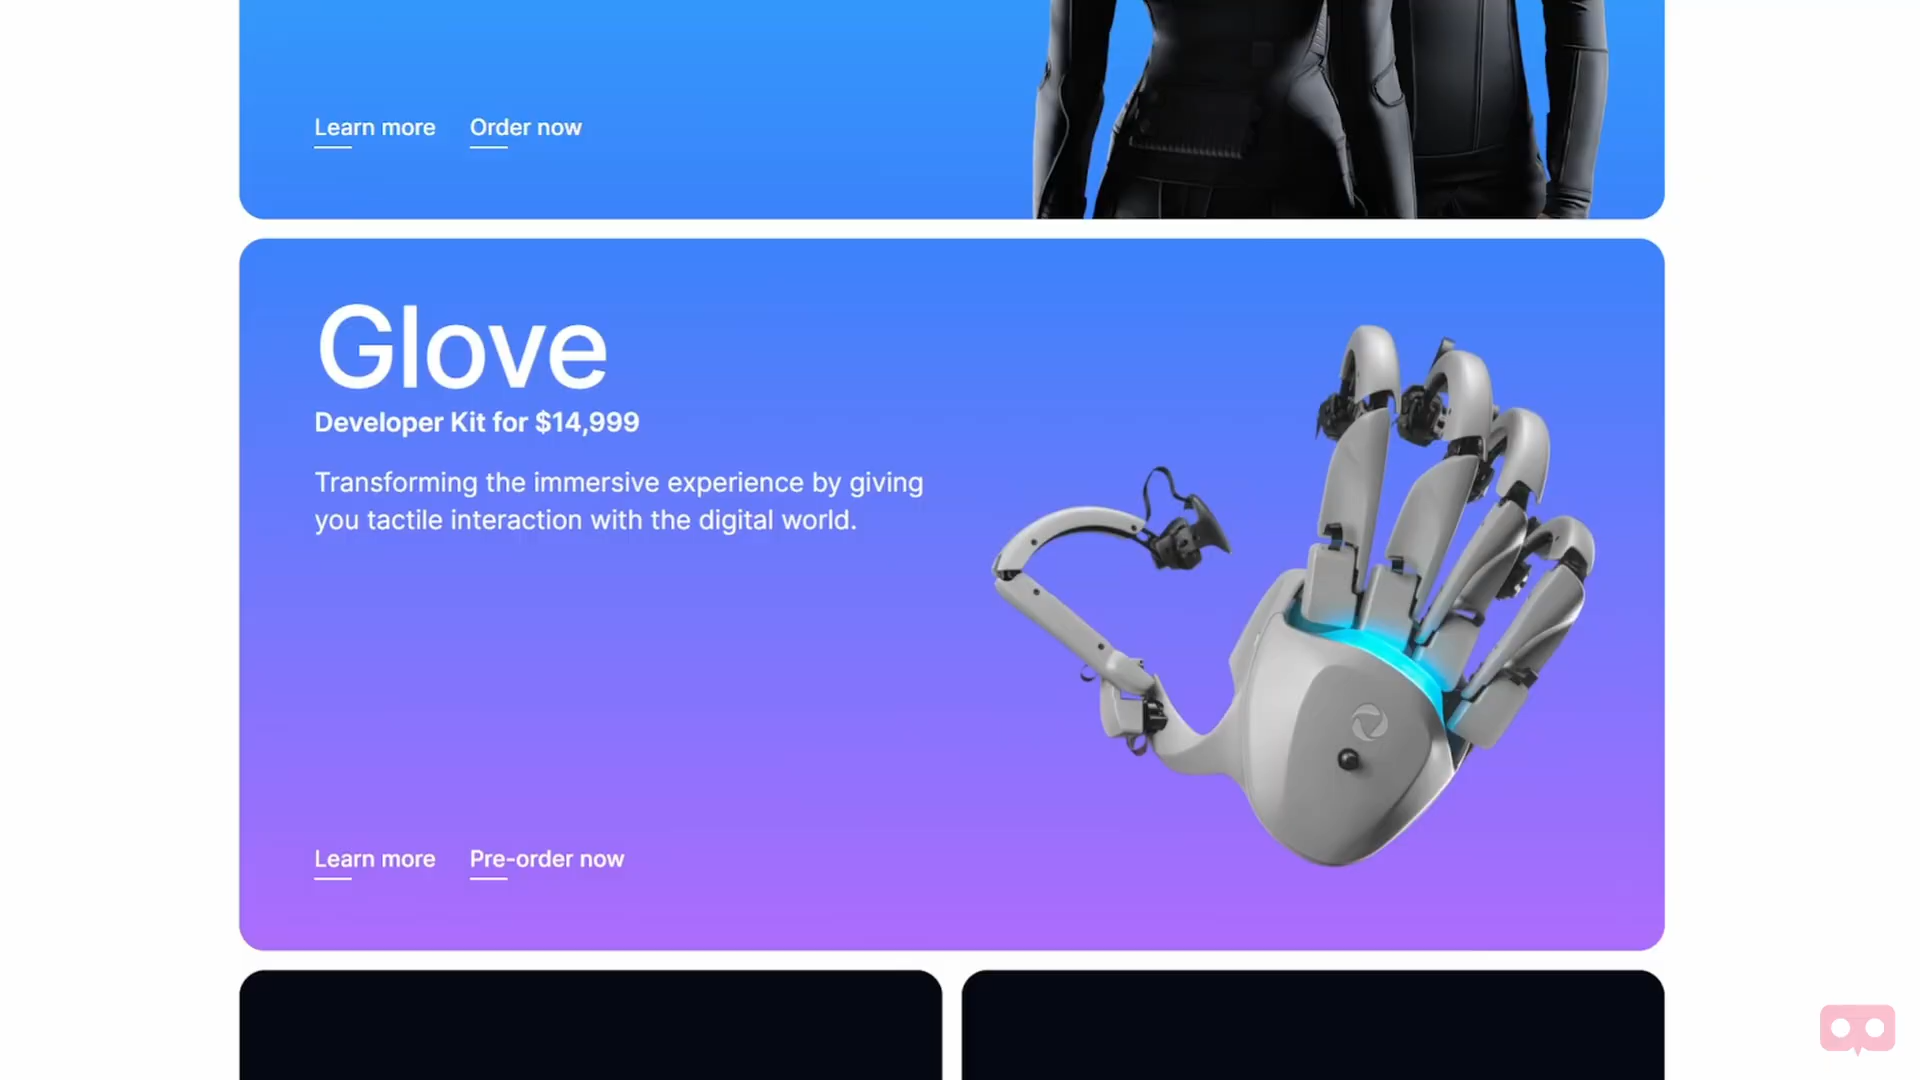 Learn more Order now
Glove
Developer Kit for $14,999
Transforming the immersive experience by giving
you tactile interaction with the digital world.
Learn more Pre-order now